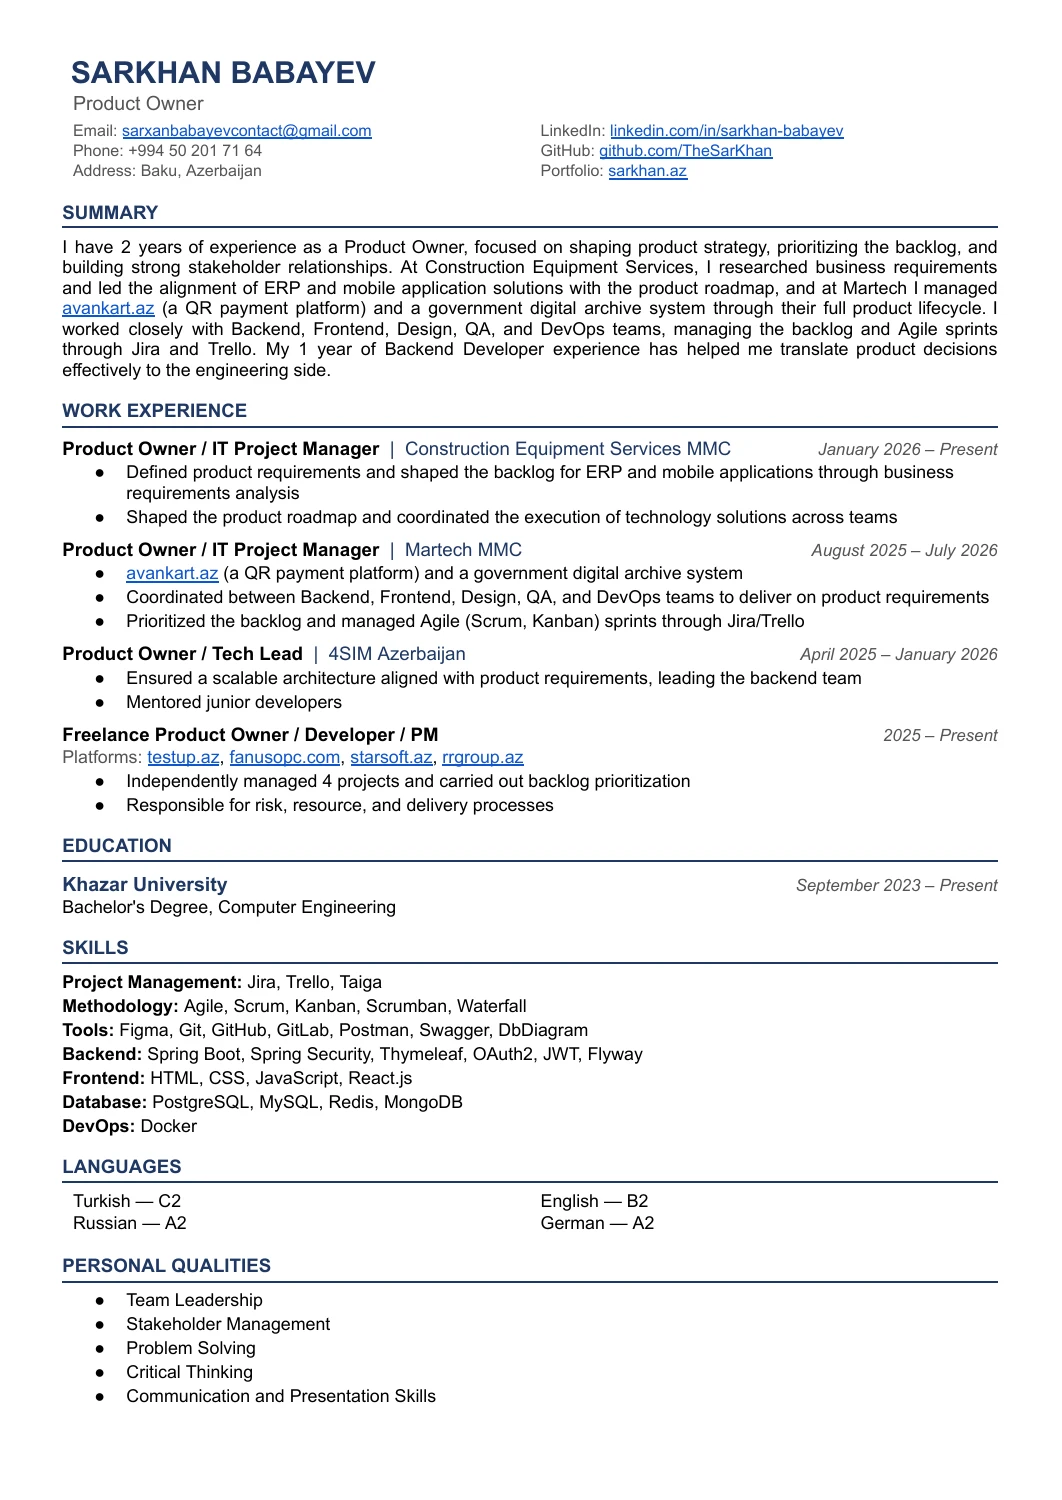 SARKHAN BABAYEV
Product Owner
Email: sarxanbabayevcontact@gmail.com
Phone: +994 50 201 71 64
Address: Baku, Azerbaijan
LinkedIn: linkedin.com/in/sarkhan-babayev
GitHub: github.com/TheSarKhan
Portfolio: sarkhan.az
SUMMARY
I have 2 years of experience as a Product Owner, focused on shaping product strategy, prioritizing the backlog, and
building strong stakeholder relationships. At Construction Equipment Services, I researched business requirements
and led the alignment of ERP and mobile application solutions with the product roadmap, and at Martech I managed
avankart.az (a QR payment platform) and a government digital archive system through their full product lifecycle. I
worked closely with Backend, Frontend, Design, QA, and DevOps teams, managing the backlog and Agile sprints
through Jira and Trello. My 1 year of Backend Developer experience has helped me translate product decisions
effectively to the engineering side.
WORK EXPERIENCE
Product Owner / IT Project Manager | Construction Equipment Services MMC January 2026 – Present
● Defined product requirements and shaped the backlog for ERP and mobile applications through business
requirements analysis
● Shaped the product roadmap and coordinated the execution of technology solutions across teams
Product Owner / IT Project Manager | Martech MMC August 2025 – July 2026
● avankart.az (a QR payment platform) and a government digital archive system
● Coordinated between Backend, Frontend, Design, QA, and DevOps teams to deliver on product requirements
● Prioritized the backlog and managed Agile (Scrum, Kanban) sprints through Jira/Trello
Product Owner / Tech Lead | 4SIM Azerbaijan April 2025 – January 2026
● Ensured a scalable architecture aligned with product requirements, leading the backend team
● Mentored junior developers
Freelance Product Owner / Developer / PM 2025 – Present
Platforms: testup.az, fanusopc.com, starsoft.az, rrgroup.az
● Independently managed 4 projects and carried out backlog prioritization
● Responsible for risk, resource, and delivery processes
EDUCATION
Khazar University September 2023 – Present
Bachelor's Degree, Computer Engineering
SKILLS
Project Management: Jira, Trello, Taiga
Methodology: Agile, Scrum, Kanban, Scrumban, Waterfall
Tools: Figma, Git, GitHub, GitLab, Postman, Swagger, DbDiagram
Backend: Spring Boot, Spring Security, Thymeleaf, OAuth2, JWT, Flyway
Frontend: HTML, CSS, JavaScript, React.js
Database: PostgreSQL, MySQL, Redis, MongoDB
DevOps: Docker
LANGUAGES
Turkish — C2 English — B2
Russian — A2 German — A2
PERSONAL QUALITIES
● Team Leadership
● Stakeholder Management
● Problem Solving
● Critical Thinking
● Communication and Presentation Skills